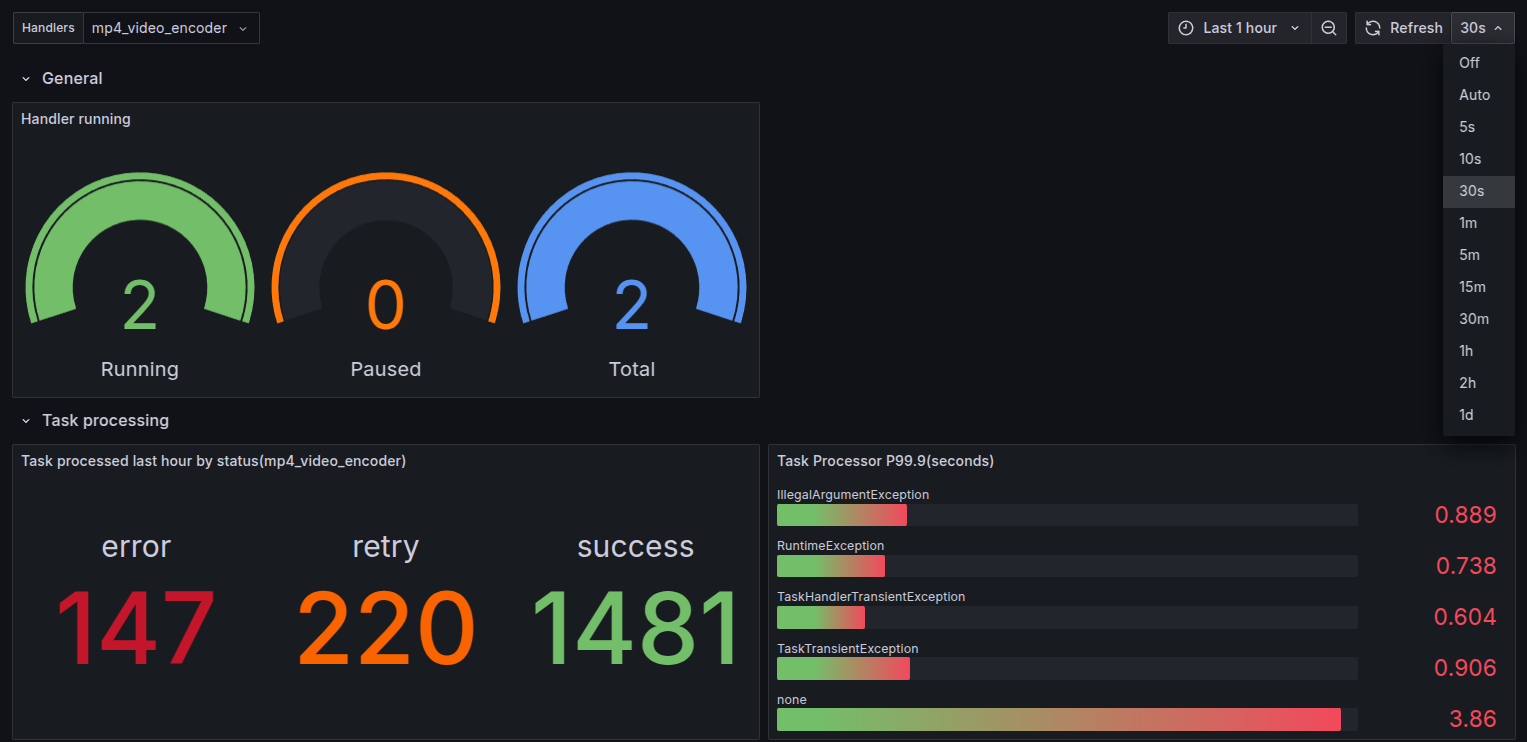 Handlers mp4_video_encoder Last 1 hour Refresh 30s
Off
Auto
5s
10s
30s
1m
5m
15m
30m
1h
2h
1d
General
Handler running
2 0 2
Running Paused Total
Task processing
Task processed last hour by status(mp4_video_encoder)
error retry success
147 220 1481
Task Processor P99.9(seconds)
IllegalArgumentException
0.889
RuntimeException
0.738
TaskHandlerTransientException
0.604
TaskTransientException
0.906
none
3.86